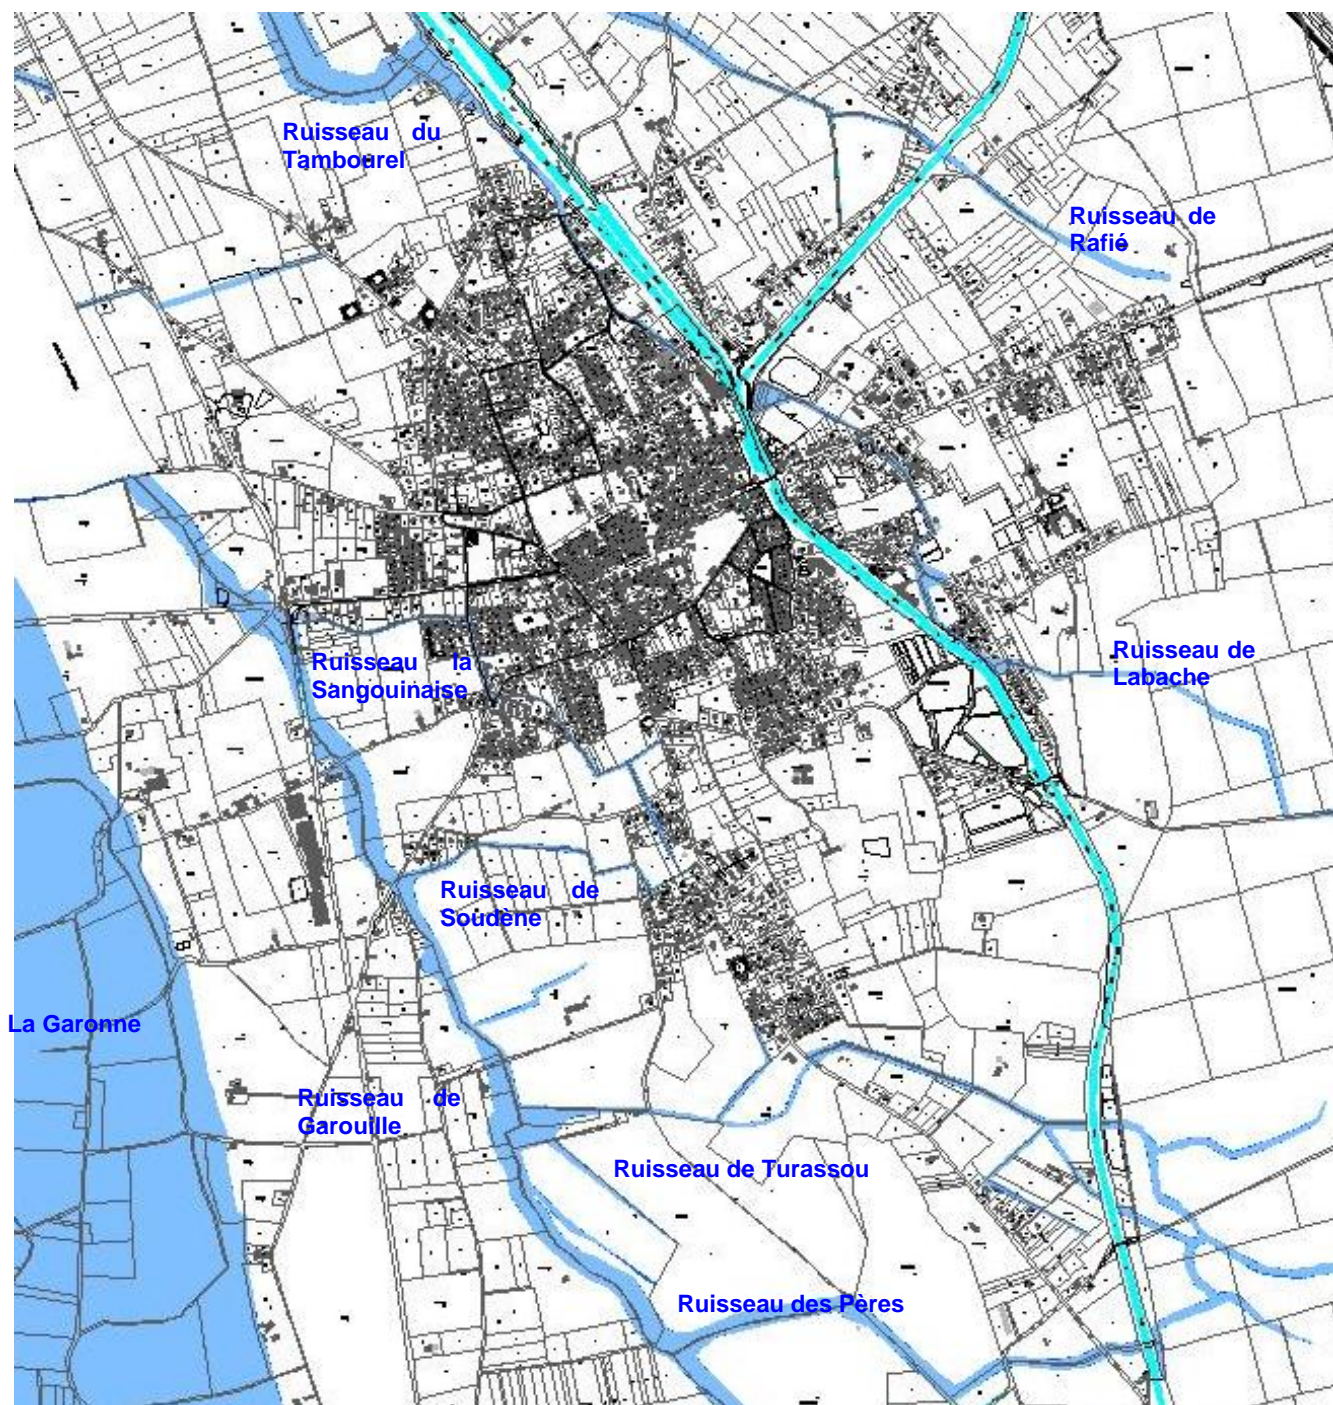 Ruisseau du
Tambourel
Ruisseau de
Rafié
Ruisseau la
Sangouinaise
Ruisseau de
Labache
Ruisseau de
Soudène
La Garonne
Ruisseau de
Garouille
Ruisseau de Turassou
Ruisseau des Pères